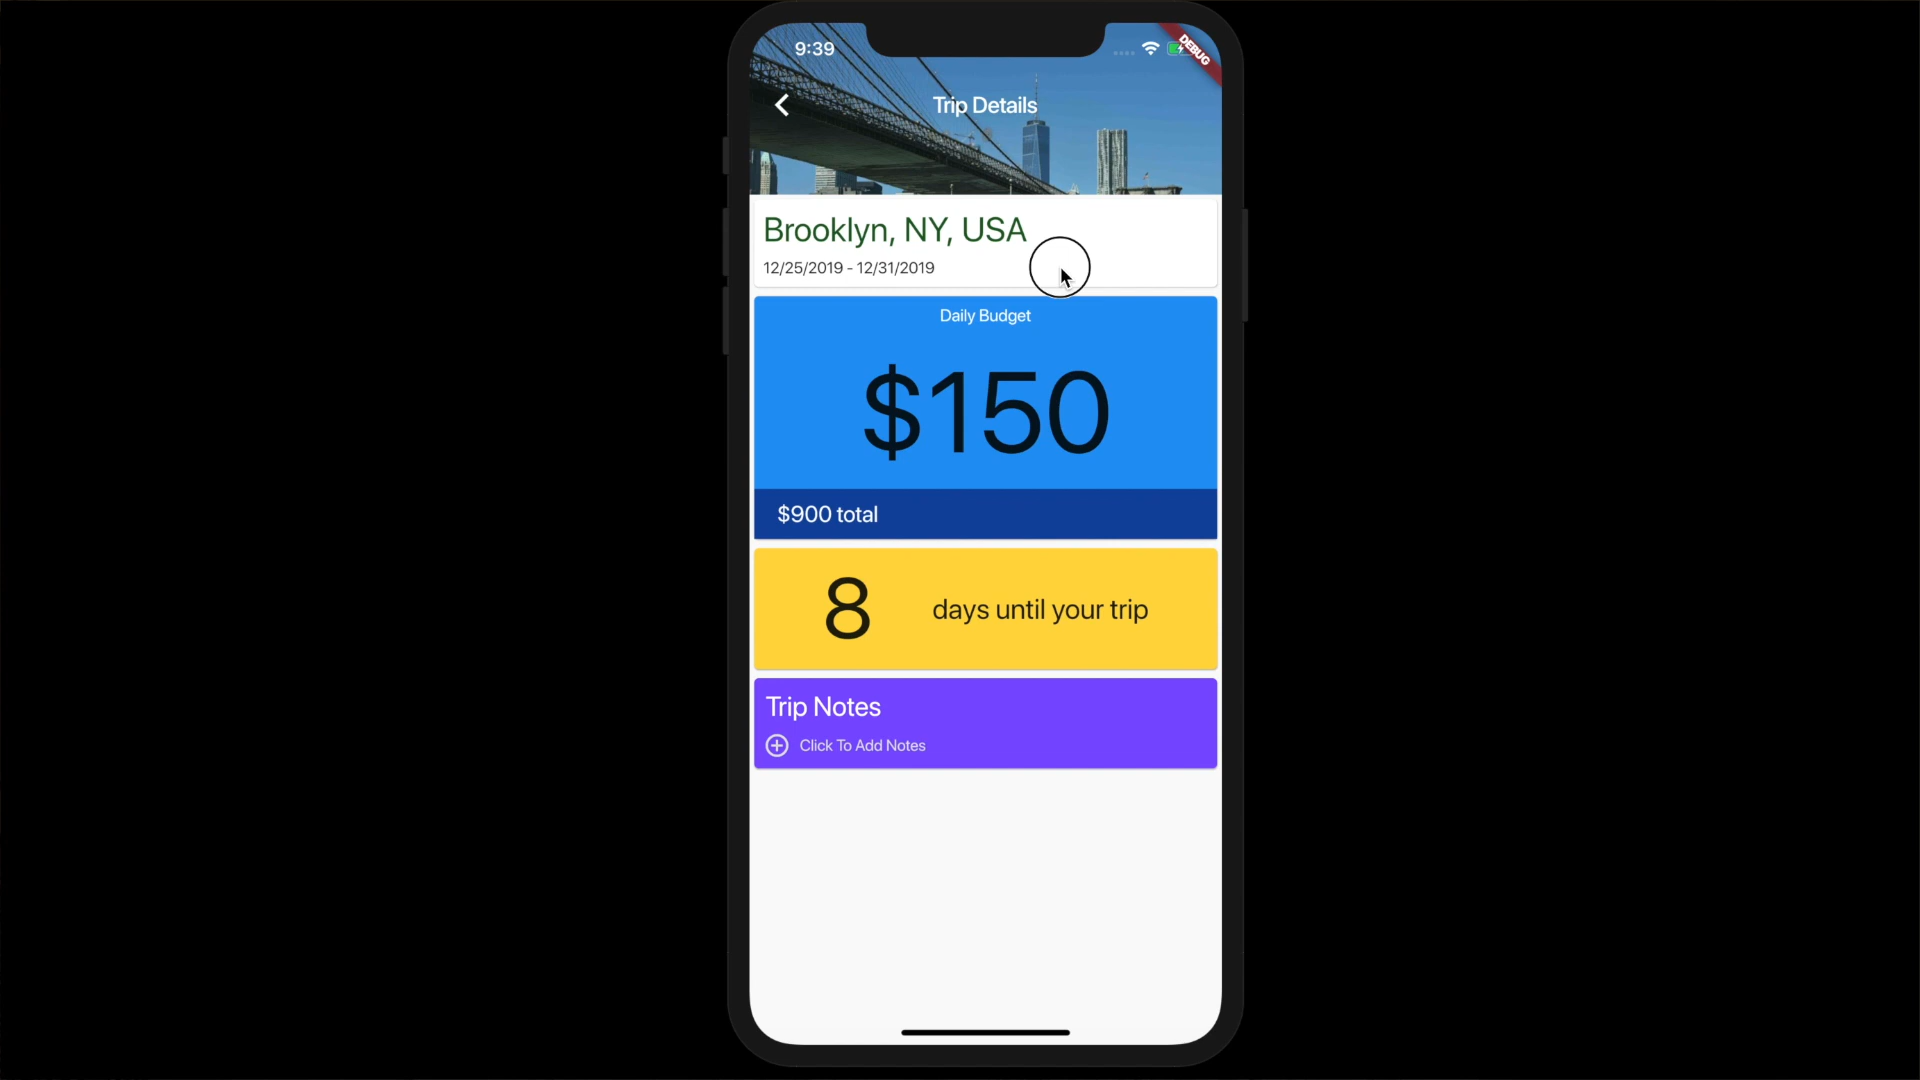 9:39
DEBUG
Trip Details
Brooklyn, NY, USA
12/25/2019 - 12/31/2019
Daily Budget
$150
$900 total
8 days until your trip
Trip Notes
Click To Add Notes